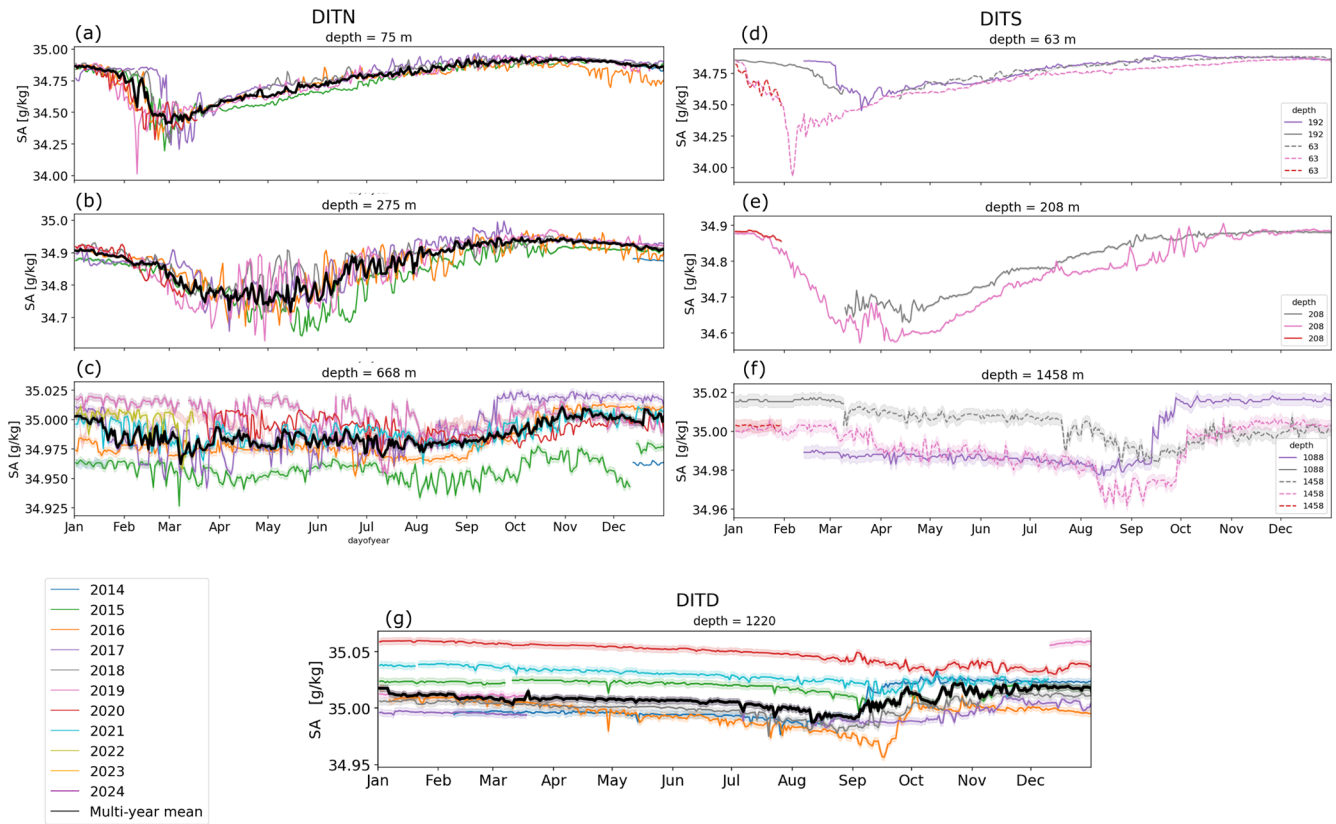 DITN
(a)
depth = 75 m
SA [g/kg]
35.00
34.75
34.50
34.25
34.00
(b)
dayofyear
depth = 275 m
SA [g/kg]
35.0
34.9
34.8
34.7
(c)
depth = 668 m
SA [g/kg]
35.025
35.000
34.975
34.950
34.925
Jan Feb Mar Apr May Jun Jul Aug Sep Oct Nov Dec
dayofyear
DITS
(d)
depth = 63 m
SA [g/kg]
34.75
34.50
34.25
34.00
depth
192
192
63
63
63
(e)
depth = 208 m
SA [g/kg]
34.9
34.8
34.7
34.6
depth
208
208
208
(f)
depth = 1458 m
SA [g/kg]
35.02
35.00
34.98
34.96
depth
1088
1088
1458
1458
1458
Jan Feb Mar Apr May Jun Jul Aug Sep Oct Nov Dec
2014
2015
2016
2017
2018
2019
2020
2021
2022
2023
2024
Multi-year mean
DITD
(g)
depth = 1220
SA [g/kg]
35.05
35.00
34.95
Jan Feb Mar Apr May Jun Jul Aug Sep Oct Nov Dec